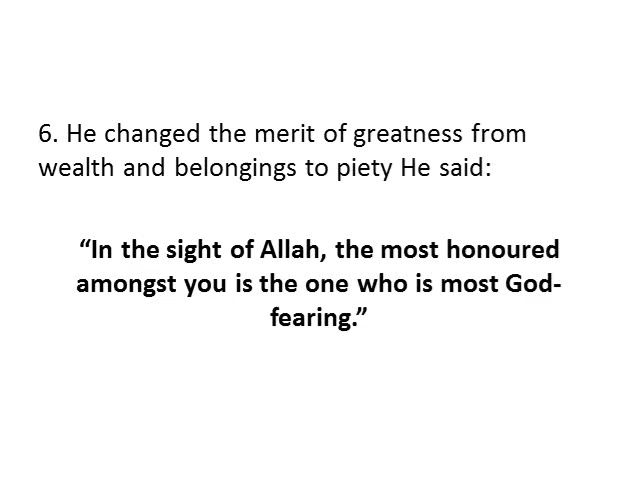 6. He changed the merit of greatness from
wealth and belongings to piety He said:
“In the sight of Allah, the most honoured
amongst you is the one who is most God-
fearing.”